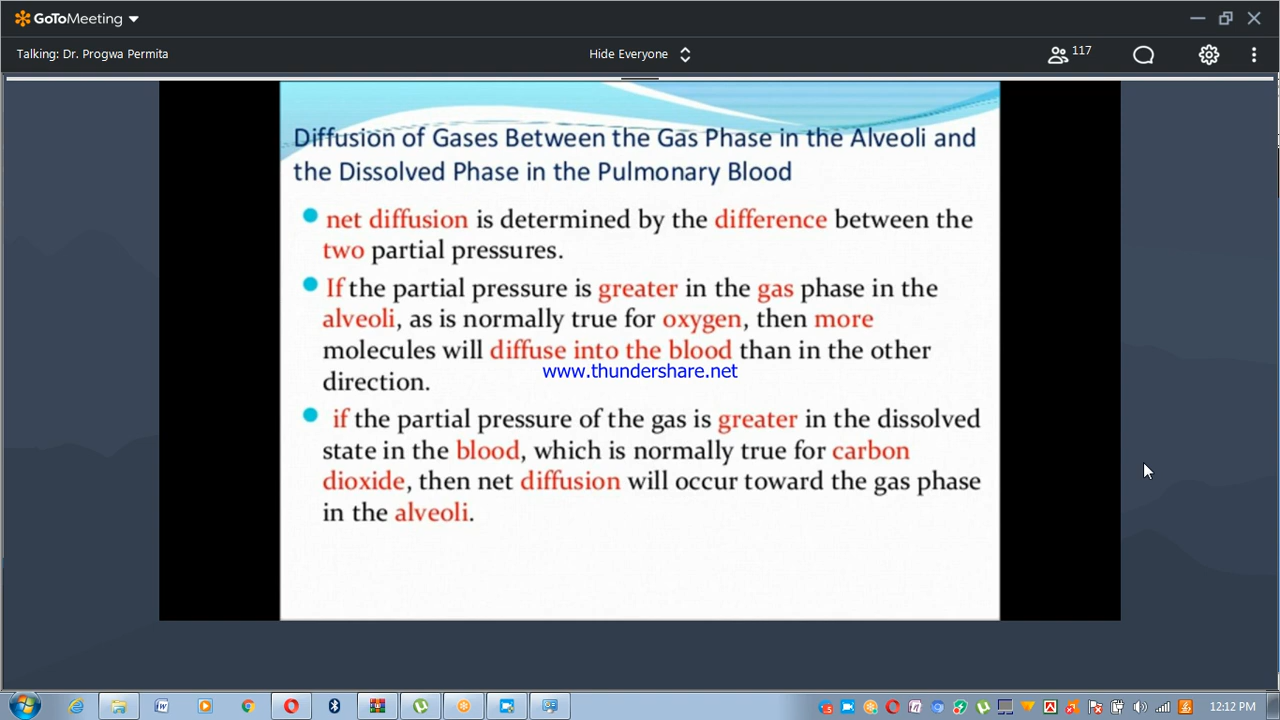 GoToMeeting
Talking: Dr. Progwa Permita
Hide Everyone
117
Diffusion of Gases Between the Gas Phase in the Alveoli and
the Dissolved Phase in the Pulmonary Blood
net diffusion is determined by the difference between the
two partial pressures.
If the partial pressure is greater in the gas phase in the
alveoli, as is normally true for oxygen, then more
molecules will diffuse into the blood than in the other
www.thundershare.net
direction.
if the partial pressure of the gas is greater in the dissolved
state in the blood, which is normally true for carbon
dioxide, then net diffusion will occur toward the gas phase
in the alveoli.
12:12 PM